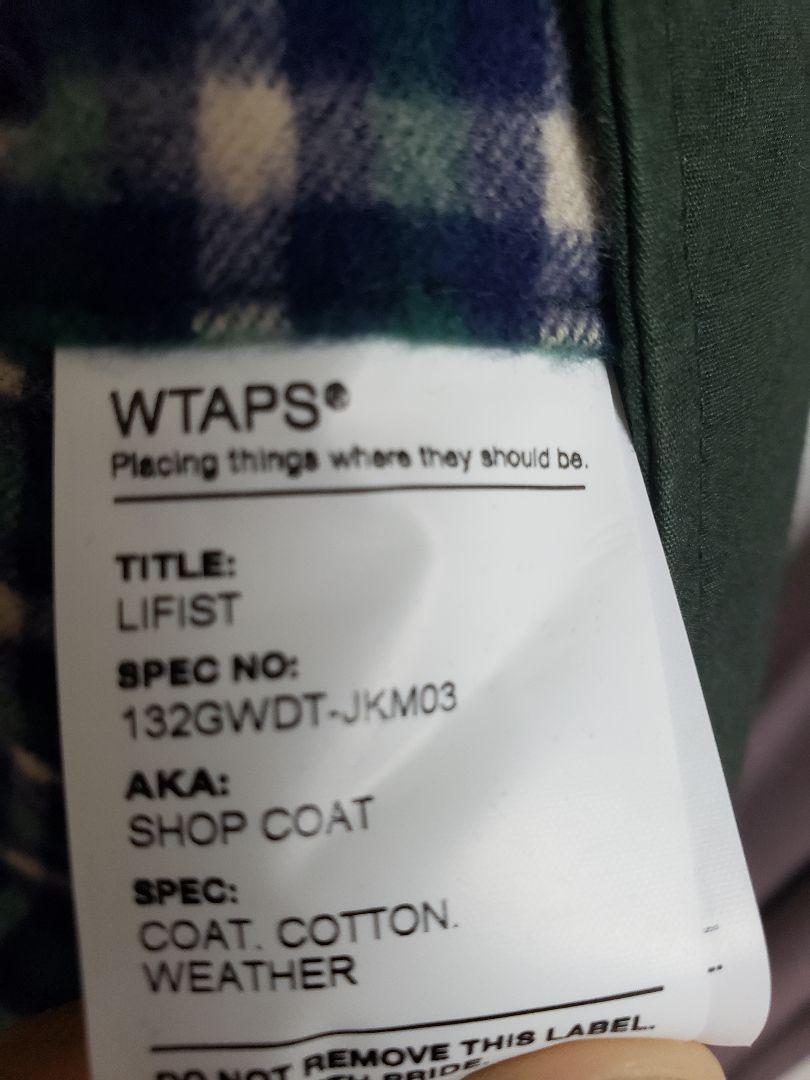 WTAPS®
Placing things where they should be.
TITLE:
LIFIST
SPEC NO:
132GWDT-JKM03
AKA:
SHOP COAT
SPEC:
COAT. COTTON.
WEATHER
DO NOT REMOVE THIS LABEL.
PRIDE.